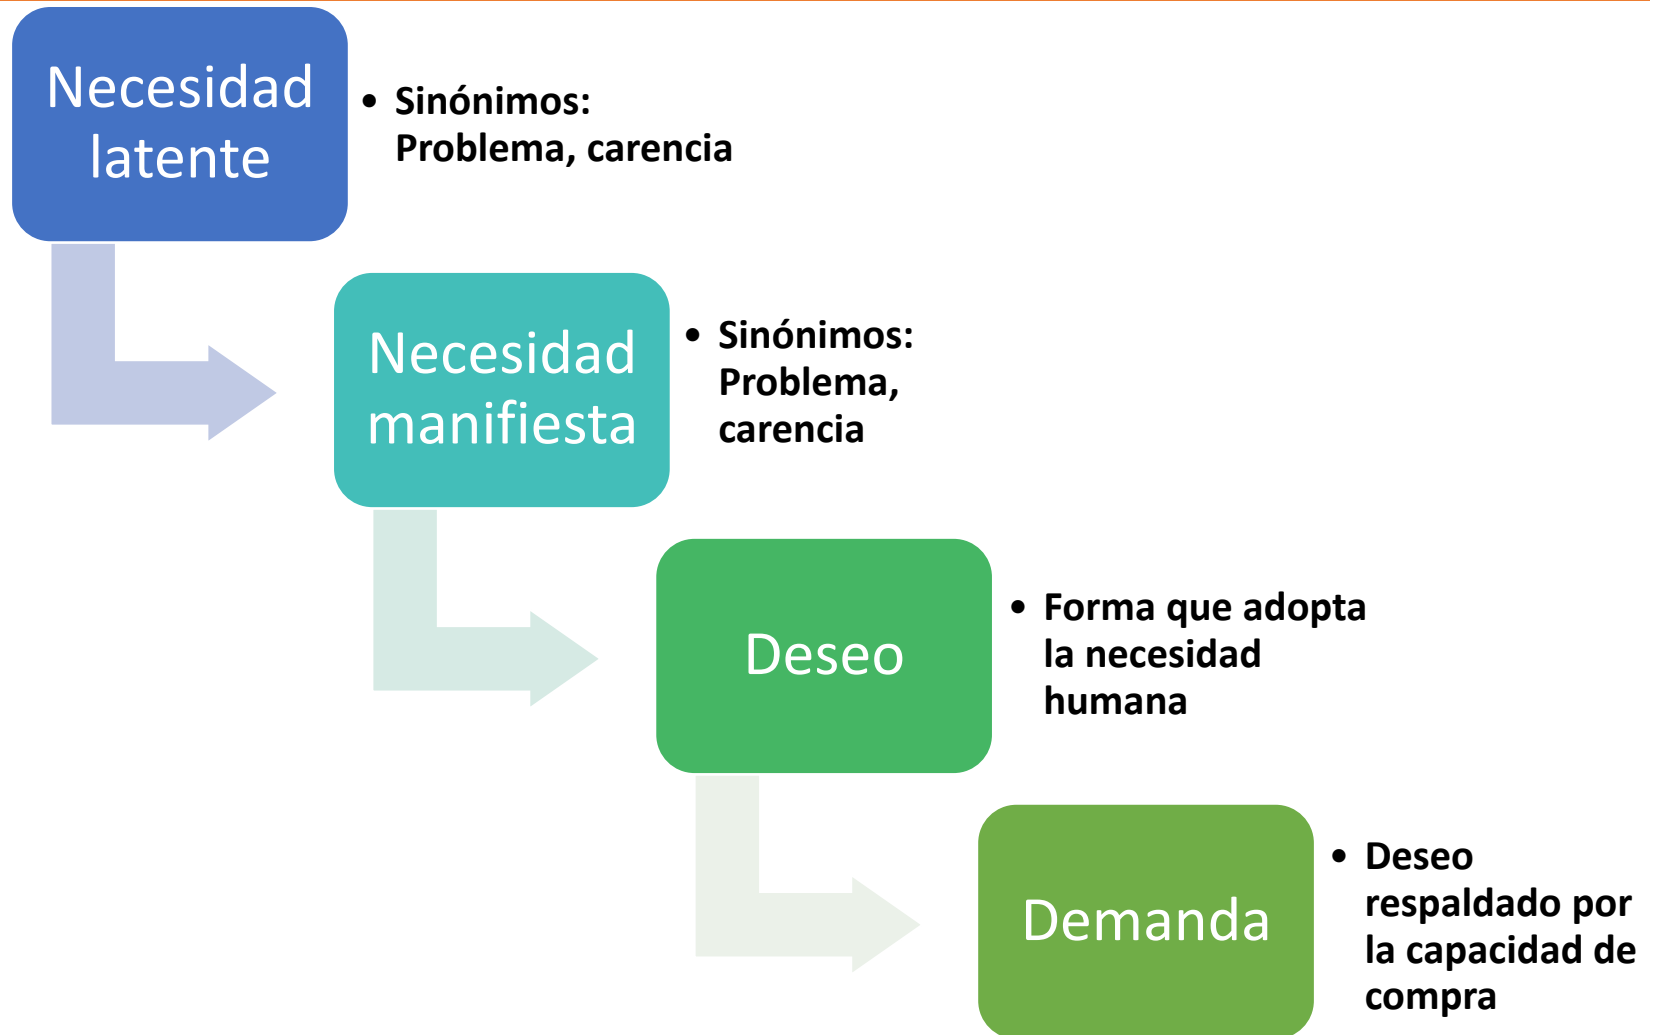 Necesidad
latente
• Sinónimos:
Problema, carencia
Necesidad
manifiesta
• Sinónimos:
Problema,
carencia
Deseo
• Forma que adopta
la necesidad
humana
Demanda
• Deseo
respaldado por
la capacidad de
compra